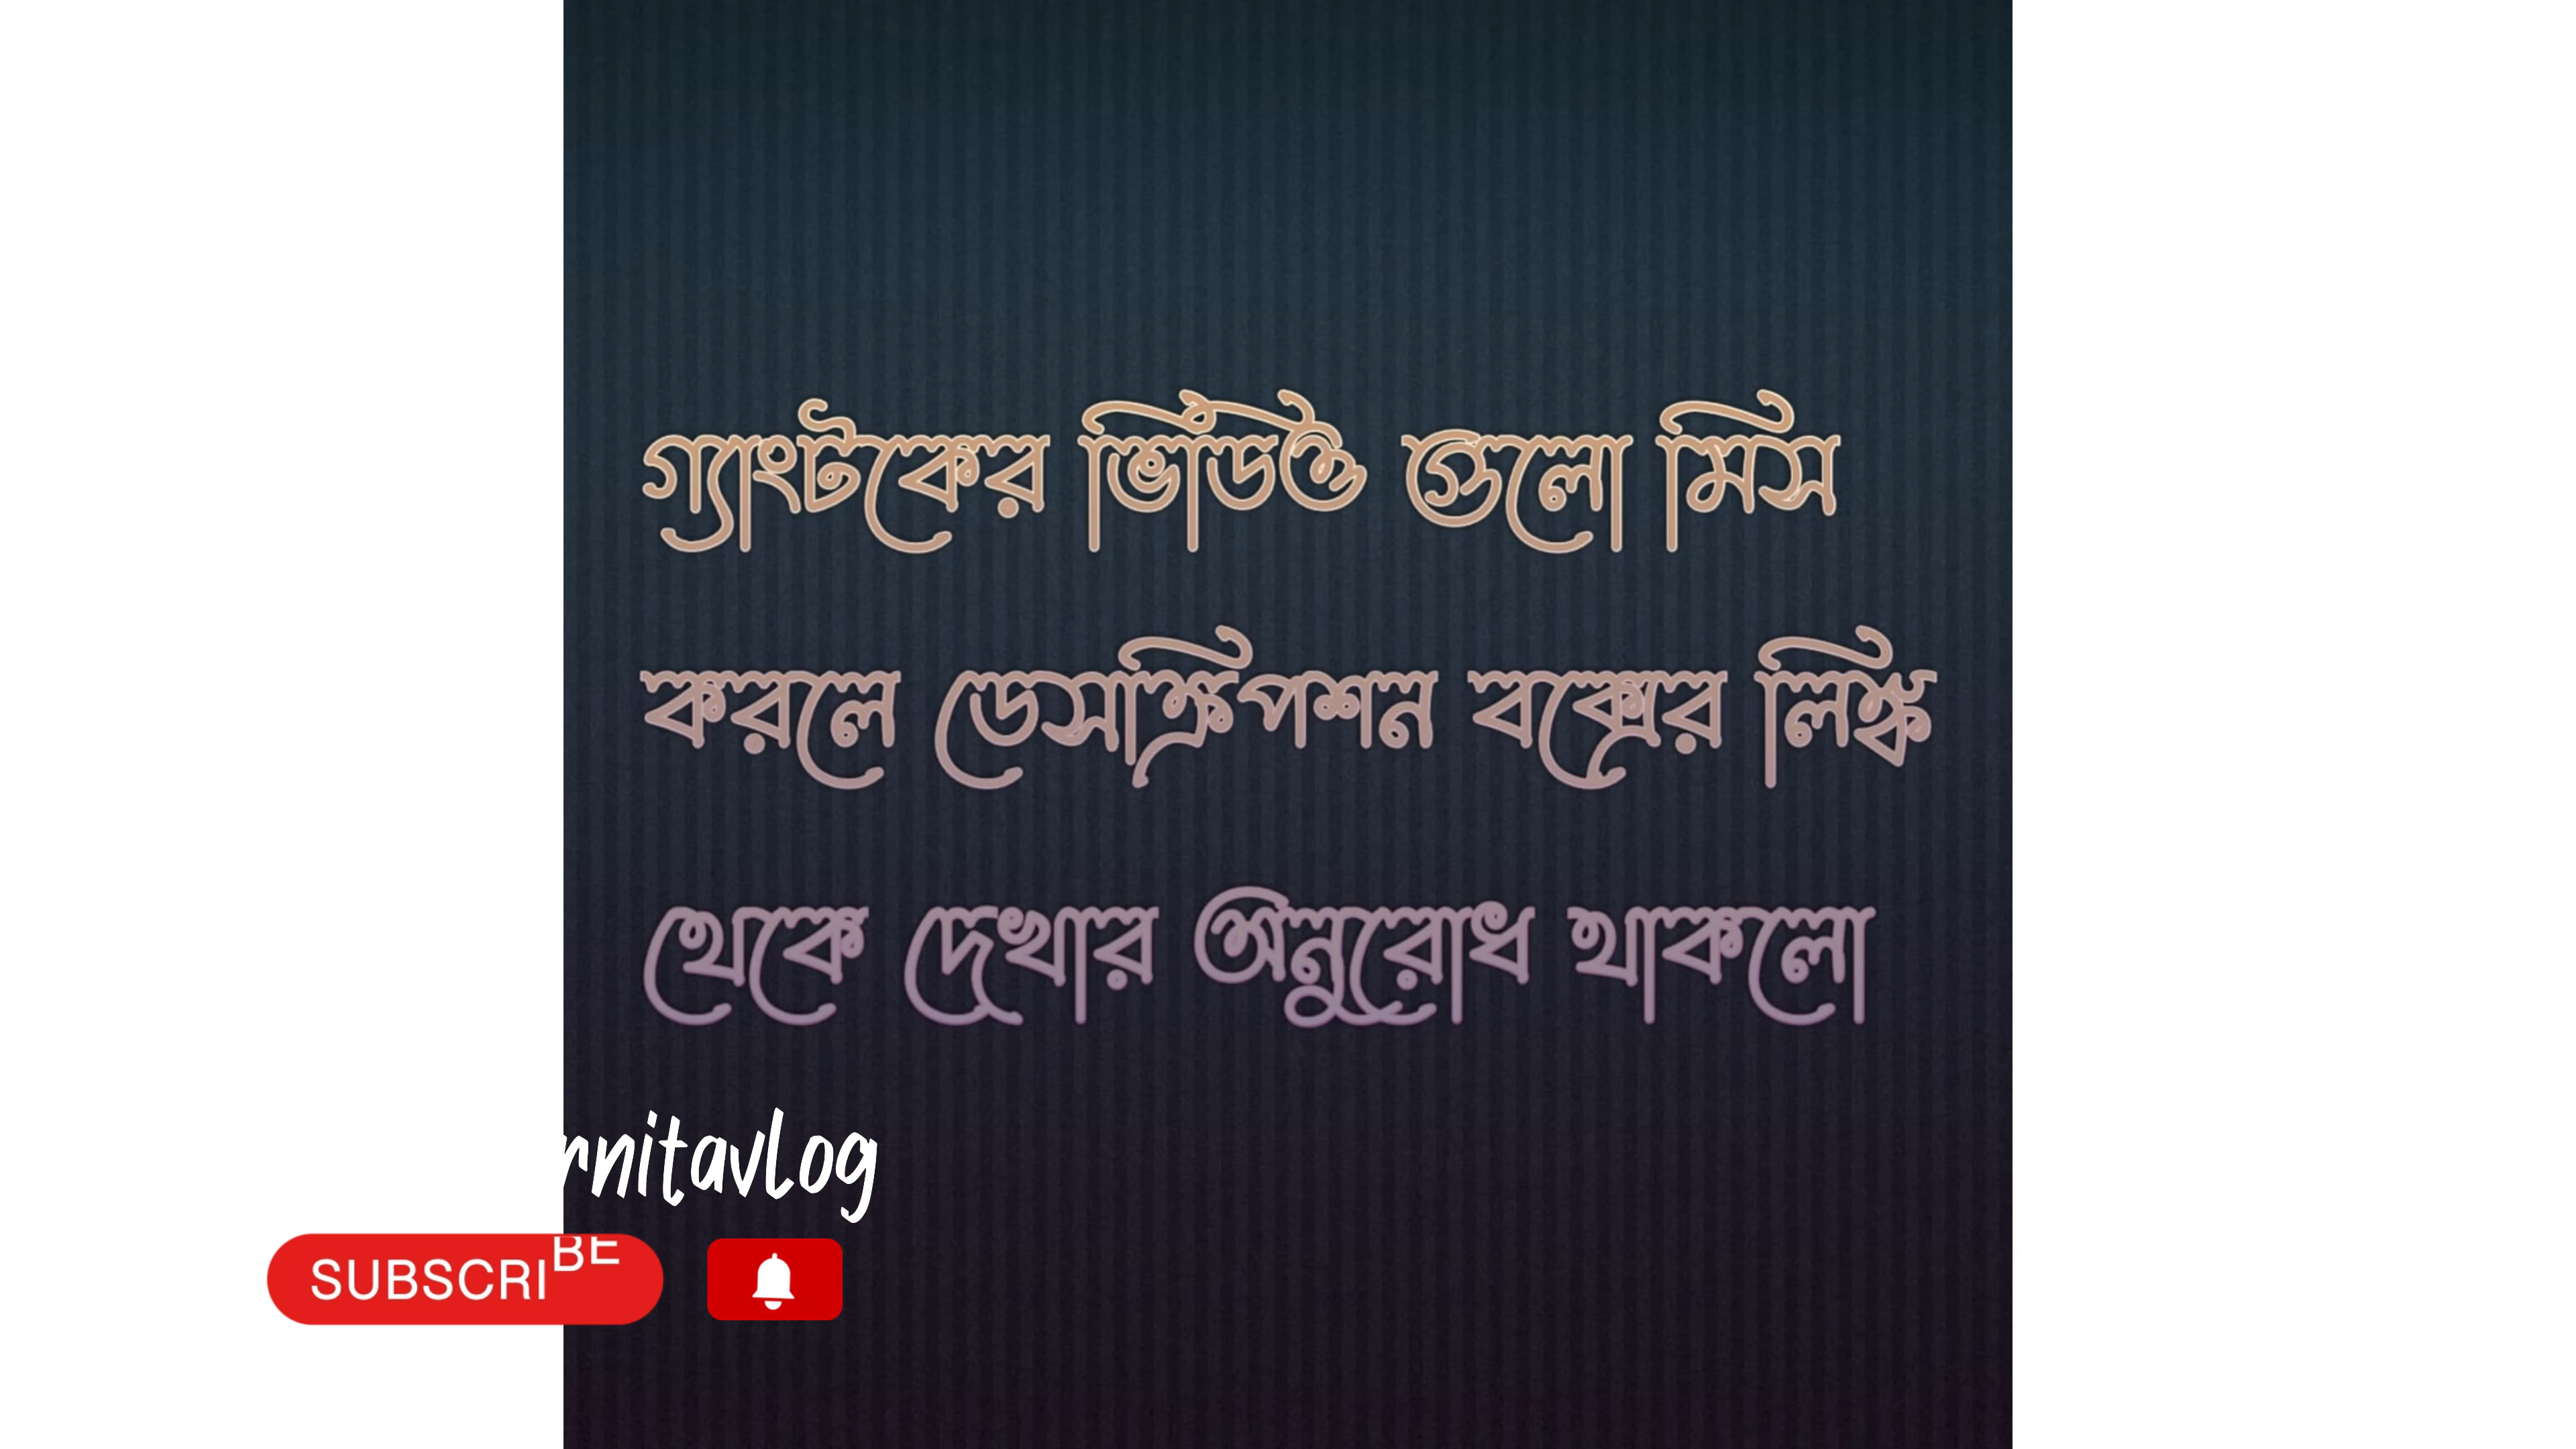 গ্যাংটকের ভিডিও গুলো মিস
করলে ডেসক্রিপশন বক্সের লিঙ্ক
থেকে দেখার অনুরোধ থাকলো
rnitavlog
SUBSCRIBE